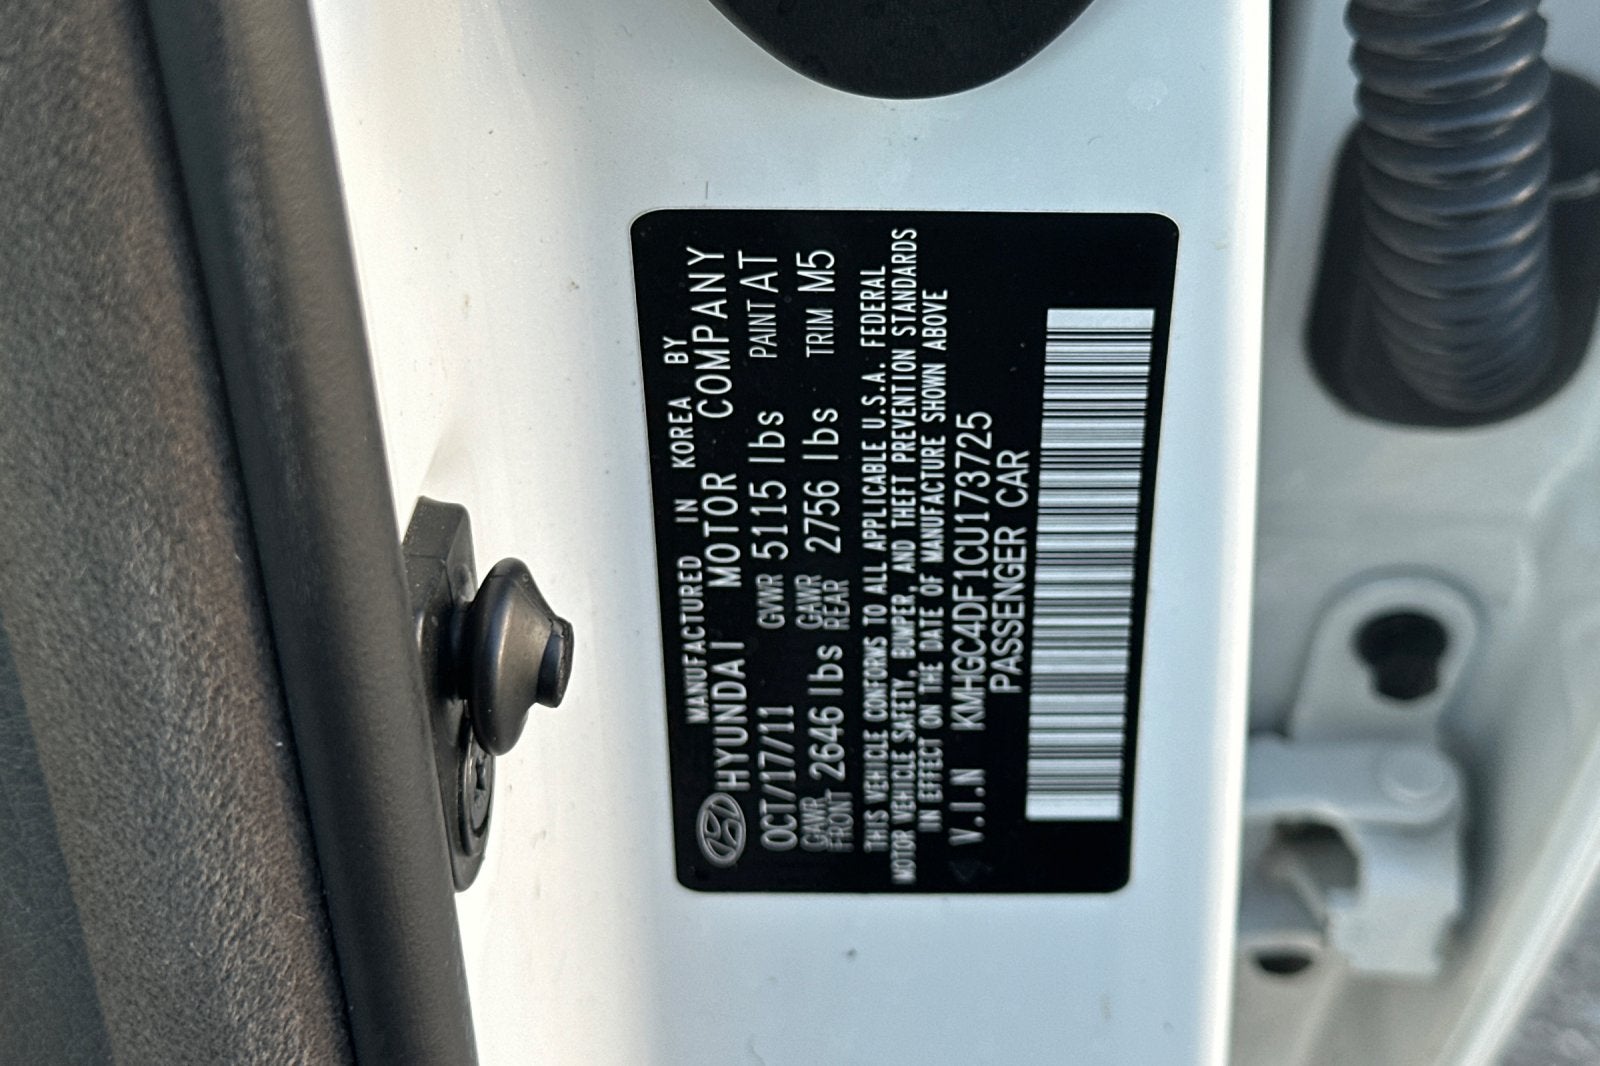 MANUFACTURED IN KOREA BY
HYUNDAI MOTOR COMPANY
OCT/17/11 GVWR 5115 lbs PAINT AT
GAWR FRONT 2646 lbs GAWR REAR 2756 lbs TRIM M5
THIS VEHICLE CONFORMS TO ALL APPLICABLE U.S.A. FEDERAL
MOTOR VEHICLE SAFETY, BUMPER, AND THEFT PREVENTION STANDARDS
IN EFFECT ON THE DATE OF MANUFACTURE SHOWN ABOVE
V.I.N KMHGC4DF1CU173725
PASSENGER CAR